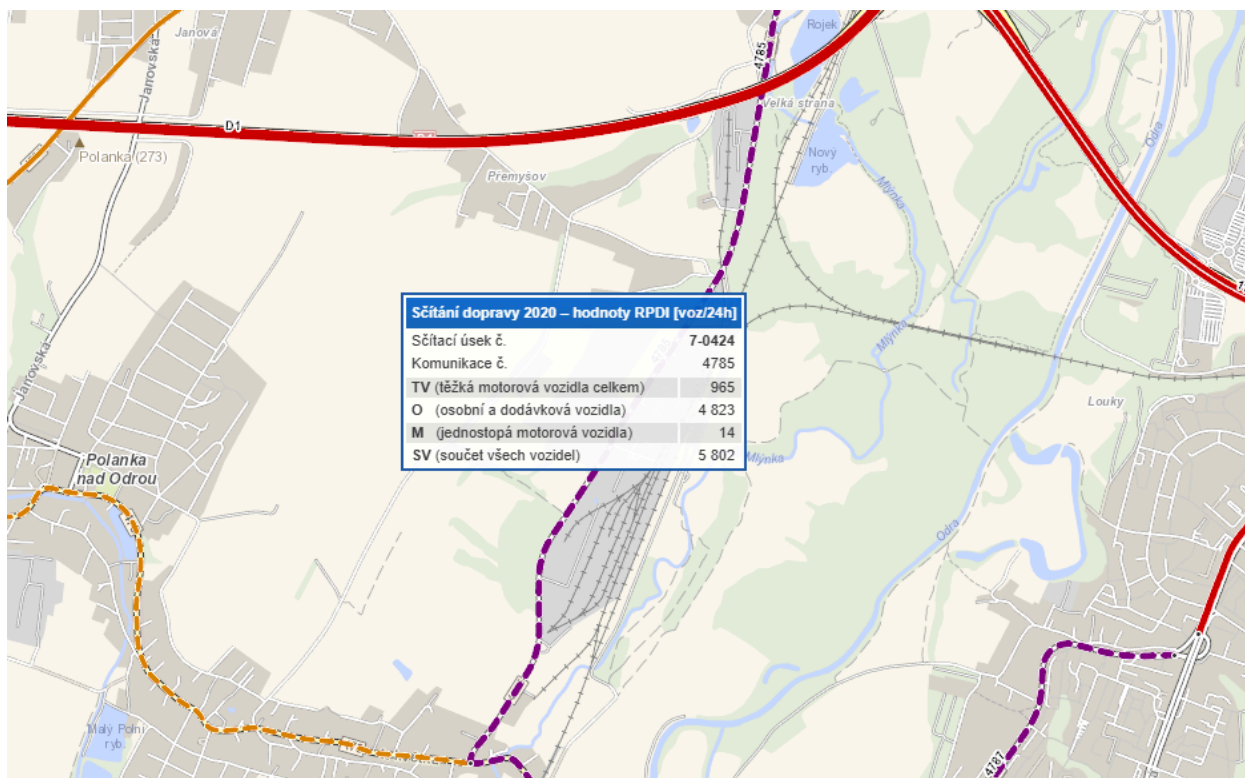 Janová
Rojek
4785
Janovska
Velká strana
D1
Polanka (273)
Nový
ryb.
Odra
Přemyšov
Mlýnka
Sčítání dopravy 2020 – hodnoty RPDI [voz/24h]
Sčítací úsek č. 7-0424
Komunikace č. 4785
TV (těžká motorová vozidla celkem) 965
O (osobní a dodávková vozidla) 4 823
M (jednostopá motorová vozidla) 14
SV (součet všech vozidel) 5 802
4785
Mlýnka
Janovska
Louky
Polanka
nad Odrou
Mlýnka
Odra
Malý Polní
ryb.
4787